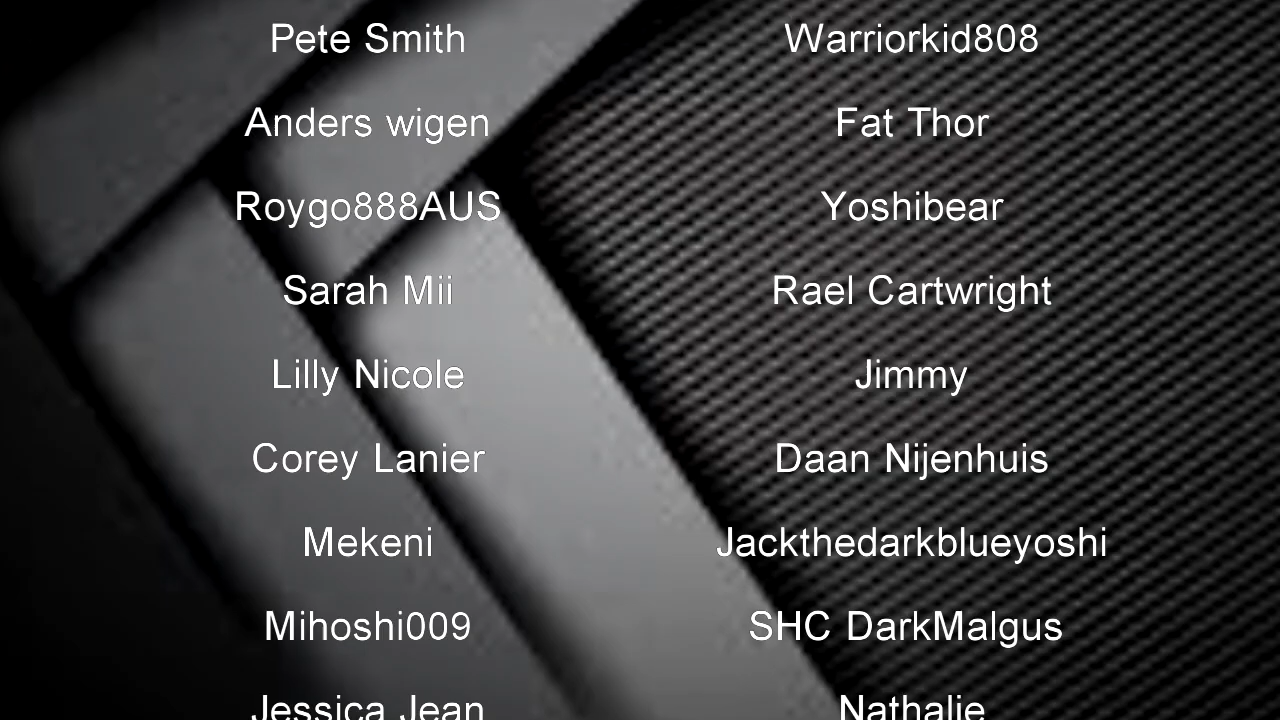 Pete Smith
Warriorkid808
Anders wigen
Fat Thor
Roygo888AUS
Yoshibear
Sarah Mii
Rael Cartwright
Lilly Nicole
Jimmy
Corey Lanier
Daan Nijenhuis
Mekeni
Jackthedarkblueyoshi
Mihoshi009
SHC DarkMalgus
Jessica Jean
Nathalie